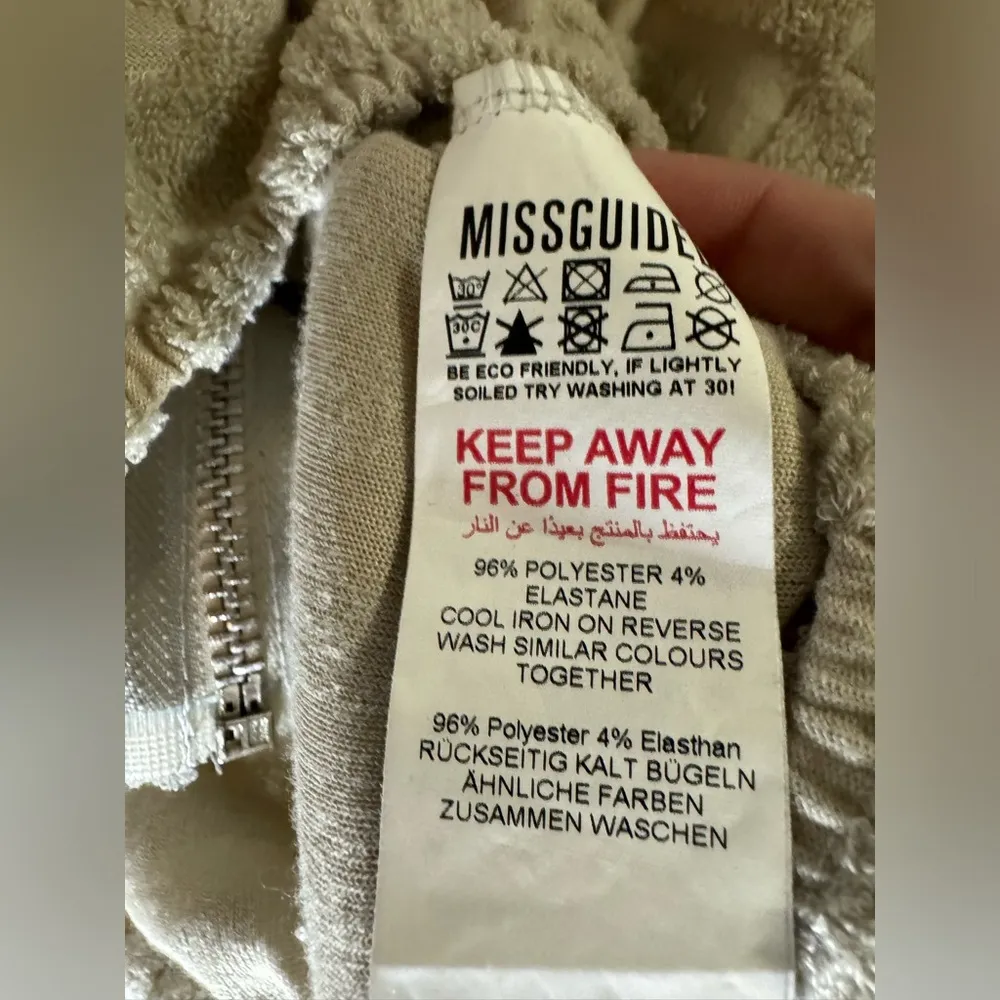 MISSGUIDE
30°
30C
BE ECO FRIENDLY, IF LIGHTLY
SOILED TRY WASHING AT 30!
KEEP AWAY
FROM FIRE
يحتفظ بالمنتج بعيدًا عن النار
96% POLYESTER 4%
ELASTANE
COOL IRON ON REVERSE
WASH SIMILAR COLOURS
TOGETHER
96% Polyester 4% Elasthan
RÜCKSEITIG KALT BÜGELN
ÄHNLICHE FARBEN
ZUSAMMEN WASCHEN